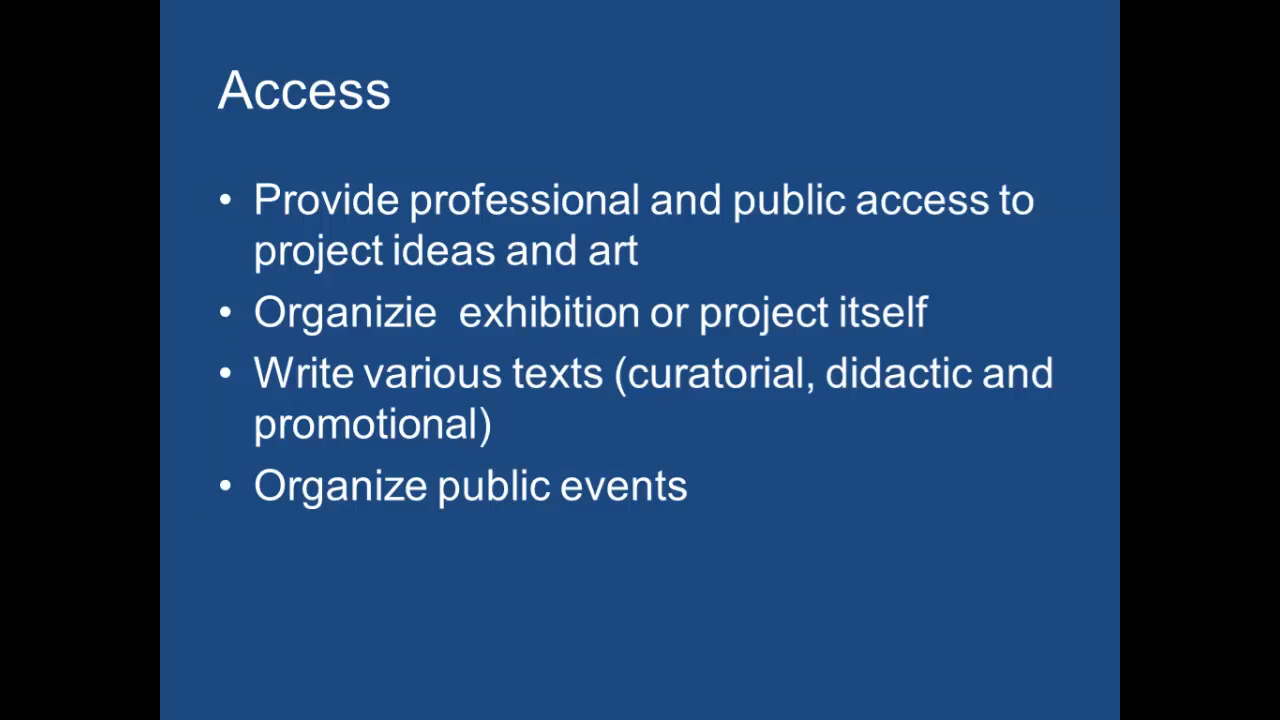 Access
• Provide professional and public access to
project ideas and art
• Organizie  exhibition or project itself
• Write various texts (curatorial, didactic and
promotional)
• Organize public events